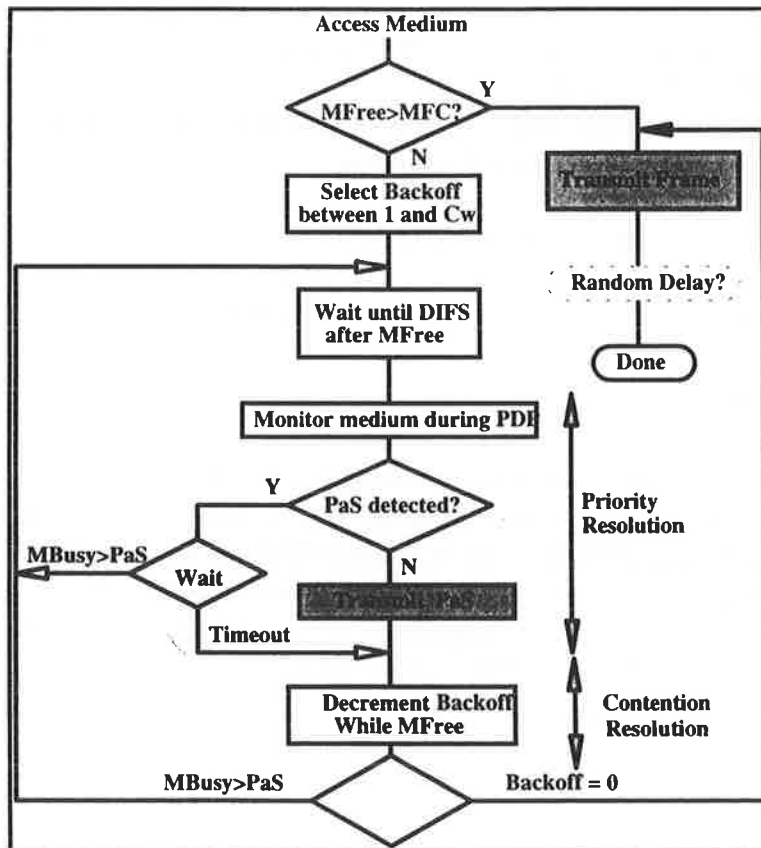 Access Medium
MFree>MFC?
Y
N
Select Backoff
between 1 and Cw
Transmit Frame
Random Delay?
Done
Wait until DIFS
after MFree
Monitor medium during PDP
PaS detected?
Y
N
MBusy>PaS
Wait
Transmit PaS
Timeout
Priority
Resolution
Decrement Backoff
While MFree
Contention
Resolution
MBusy>PaS
Backoff = 0